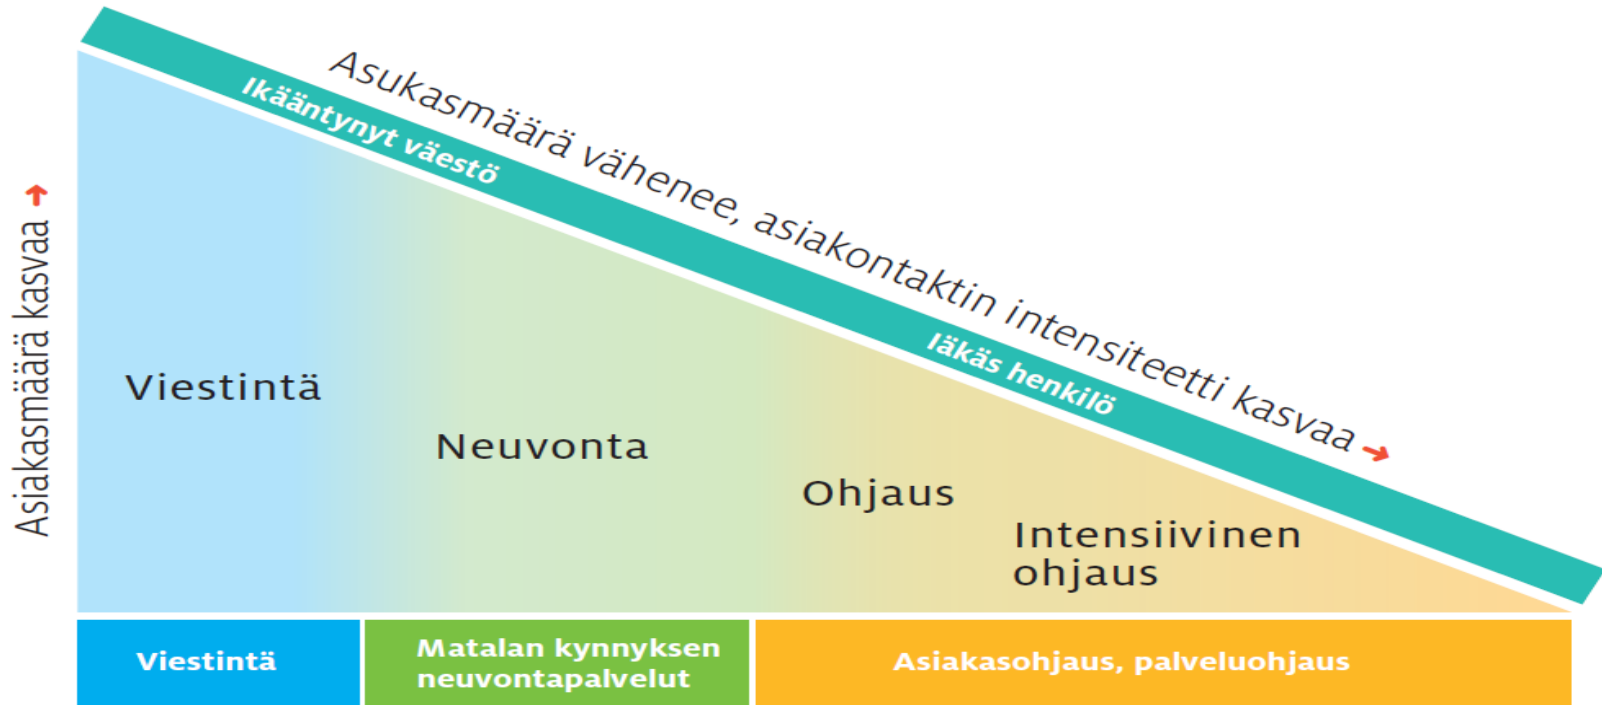 Asukasmäärä vähenee, asiakontaktin intensiteetti kasvaa →
Ikääntynyt väestö
Iäkäs henkilö
Asiakasmäärä kasvaa →
Viestintä
Neuvonta
Ohjaus
Intensiivinen
ohjaus
Viestintä
Matalan kynnyksen
neuvontapalvelut
Asiakasohjaus, palveluohjaus